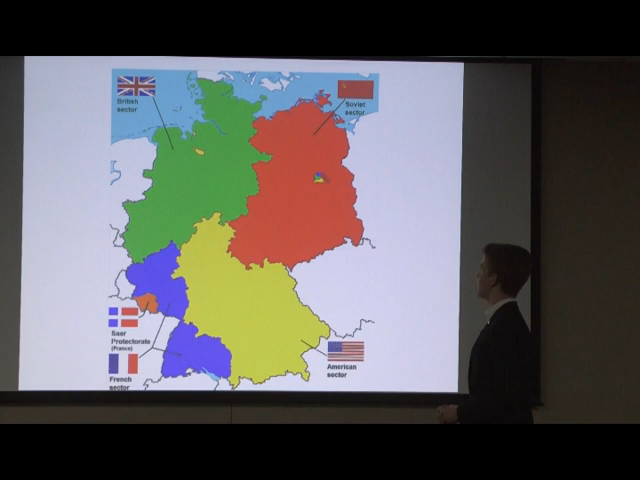 British
sector
Soviet
sector
Saar
Protectorate
(France)
French
sector
American
sector